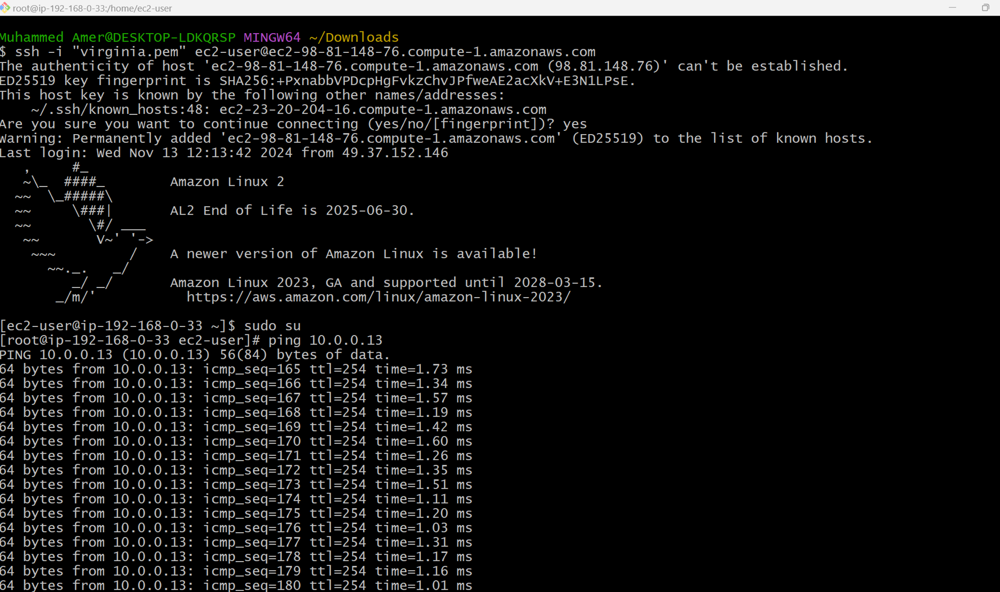 root@ip-192-168-0-33:/home/ec2-user
Muhammed Amer@DESKTOP-LDKQRSP MINGW64 ~/Downloads
$ ssh -i "virginia.pem" ec2-user@ec2-98-81-148-76.compute-1.amazonaws.com
The authenticity of host 'ec2-98-81-148-76.compute-1.amazonaws.com (98.81.148.76)' can't be established.
ED25519 key fingerprint is SHA256:+PxnabbVPDcpHgFvkzChvJPfweAE2acXkV+E3N1LPsE.
This host key is known by the following other names/addresses:
    ~/.ssh/known_hosts:48: ec2-23-20-204-16.compute-1.amazonaws.com
Are you sure you want to continue connecting (yes/no/[fingerprint])? yes
Warning: Permanently added 'ec2-98-81-148-76.compute-1.amazonaws.com' (ED25519) to the list of known hosts.
Last login: Wed Nov 13 12:13:42 2024 from 49.37.152.146
   ,     #_
   ~\_  ####_        Amazon Linux 2
  ~~  \_#####\
  ~~     \###|       AL2 End of Life is 2025-06-30.
  ~~       \#/ ___
   ~~       V~' '->
    ~~~         /    A newer version of Amazon Linux is available!
      ~~._.   _/
         _/ _/       Amazon Linux 2023, GA and supported until 2028-03-15.
       _/m/'           https://aws.amazon.com/linux/amazon-linux-2023/
[ec2-user@ip-192-168-0-33 ~]$ sudo su
[root@ip-192-168-0-33 ec2-user]# ping 10.0.0.13
PING 10.0.0.13 (10.0.0.13) 56(84) bytes of data.
64 bytes from 10.0.0.13: icmp_seq=165 ttl=254 time=1.73 ms
64 bytes from 10.0.0.13: icmp_seq=166 ttl=254 time=1.34 ms
64 bytes from 10.0.0.13: icmp_seq=167 ttl=254 time=1.57 ms
64 bytes from 10.0.0.13: icmp_seq=168 ttl=254 time=1.19 ms
64 bytes from 10.0.0.13: icmp_seq=169 ttl=254 time=1.42 ms
64 bytes from 10.0.0.13: icmp_seq=170 ttl=254 time=1.60 ms
64 bytes from 10.0.0.13: icmp_seq=171 ttl=254 time=1.26 ms
64 bytes from 10.0.0.13: icmp_seq=172 ttl=254 time=1.35 ms
64 bytes from 10.0.0.13: icmp_seq=173 ttl=254 time=1.51 ms
64 bytes from 10.0.0.13: icmp_seq=174 ttl=254 time=1.11 ms
64 bytes from 10.0.0.13: icmp_seq=175 ttl=254 time=1.20 ms
64 bytes from 10.0.0.13: icmp_seq=176 ttl=254 time=1.03 ms
64 bytes from 10.0.0.13: icmp_seq=177 ttl=254 time=1.31 ms
64 bytes from 10.0.0.13: icmp_seq=178 ttl=254 time=1.17 ms
64 bytes from 10.0.0.13: icmp_seq=179 ttl=254 time=1.16 ms
64 bytes from 10.0.0.13: icmp_seq=180 ttl=254 time=1.01 ms